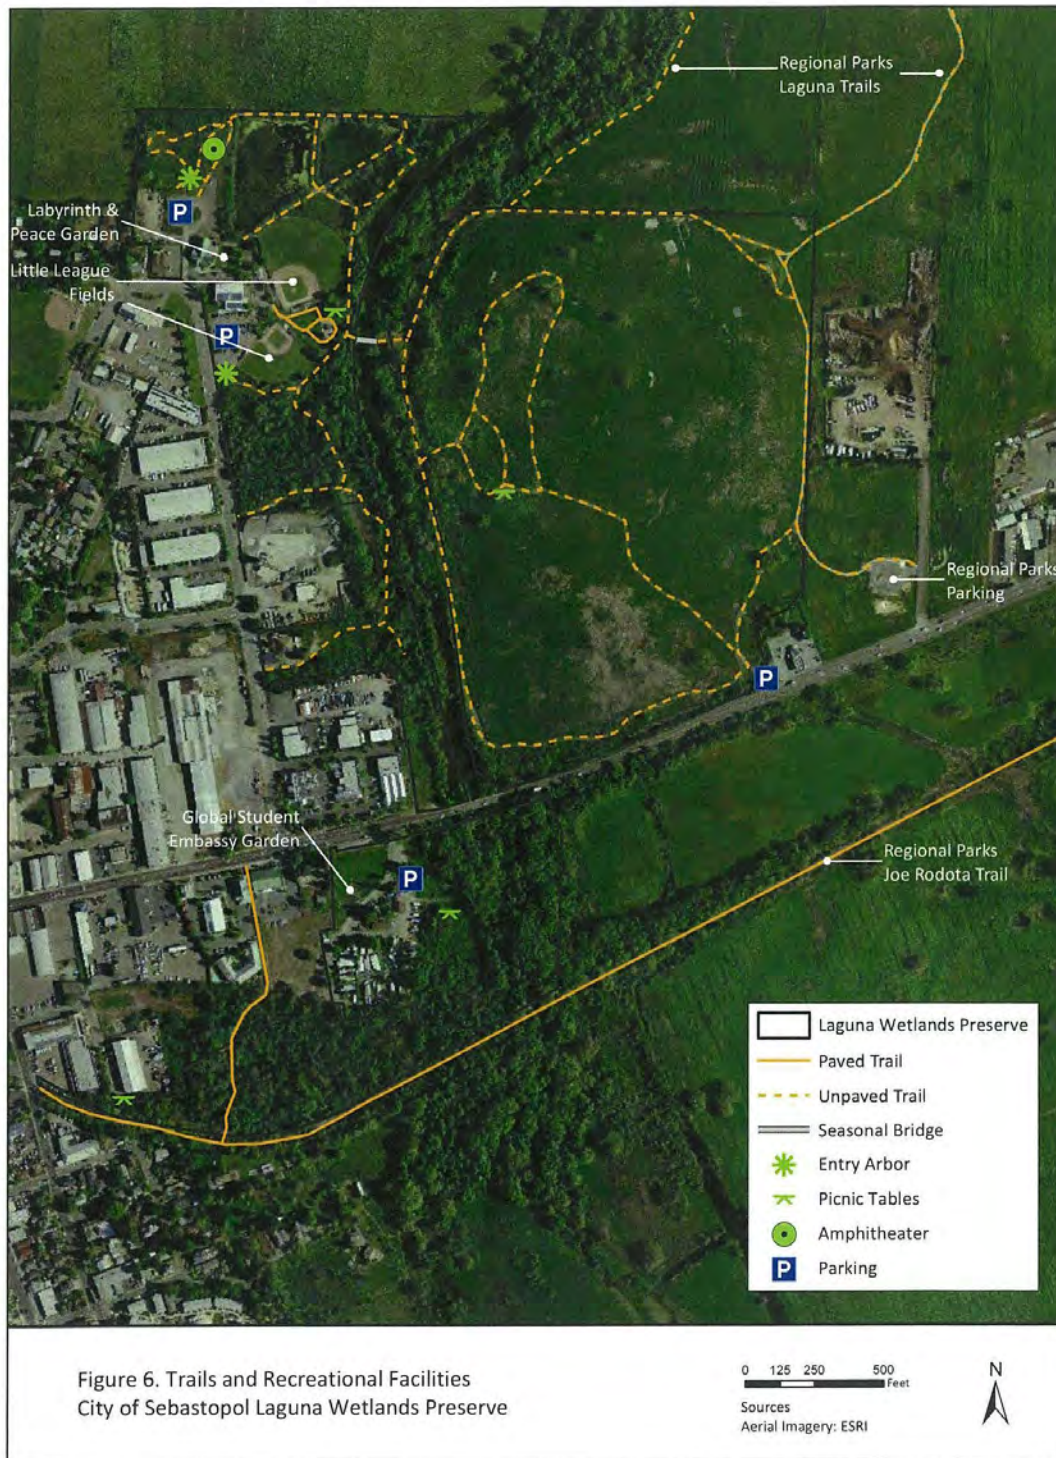 Regional Parks
Laguna Trails
Labyrinth &
Peace Garden
P
Little League
Fields
P
Regional Parks
Parking
P
Global Student
Embassy Garden
P
Regional Parks
Joe Rodota Trail
Laguna Wetlands Preserve
Paved Trail
Unpaved Trail
Seasonal Bridge
Entry Arbor
Picnic Tables
Amphitheater
P Parking
Figure 6. Trails and Recreational Facilities
City of Sebastopol Laguna Wetlands Preserve
0 125 250 500
Feet
Sources
Aerial Imagery: ESRI
N